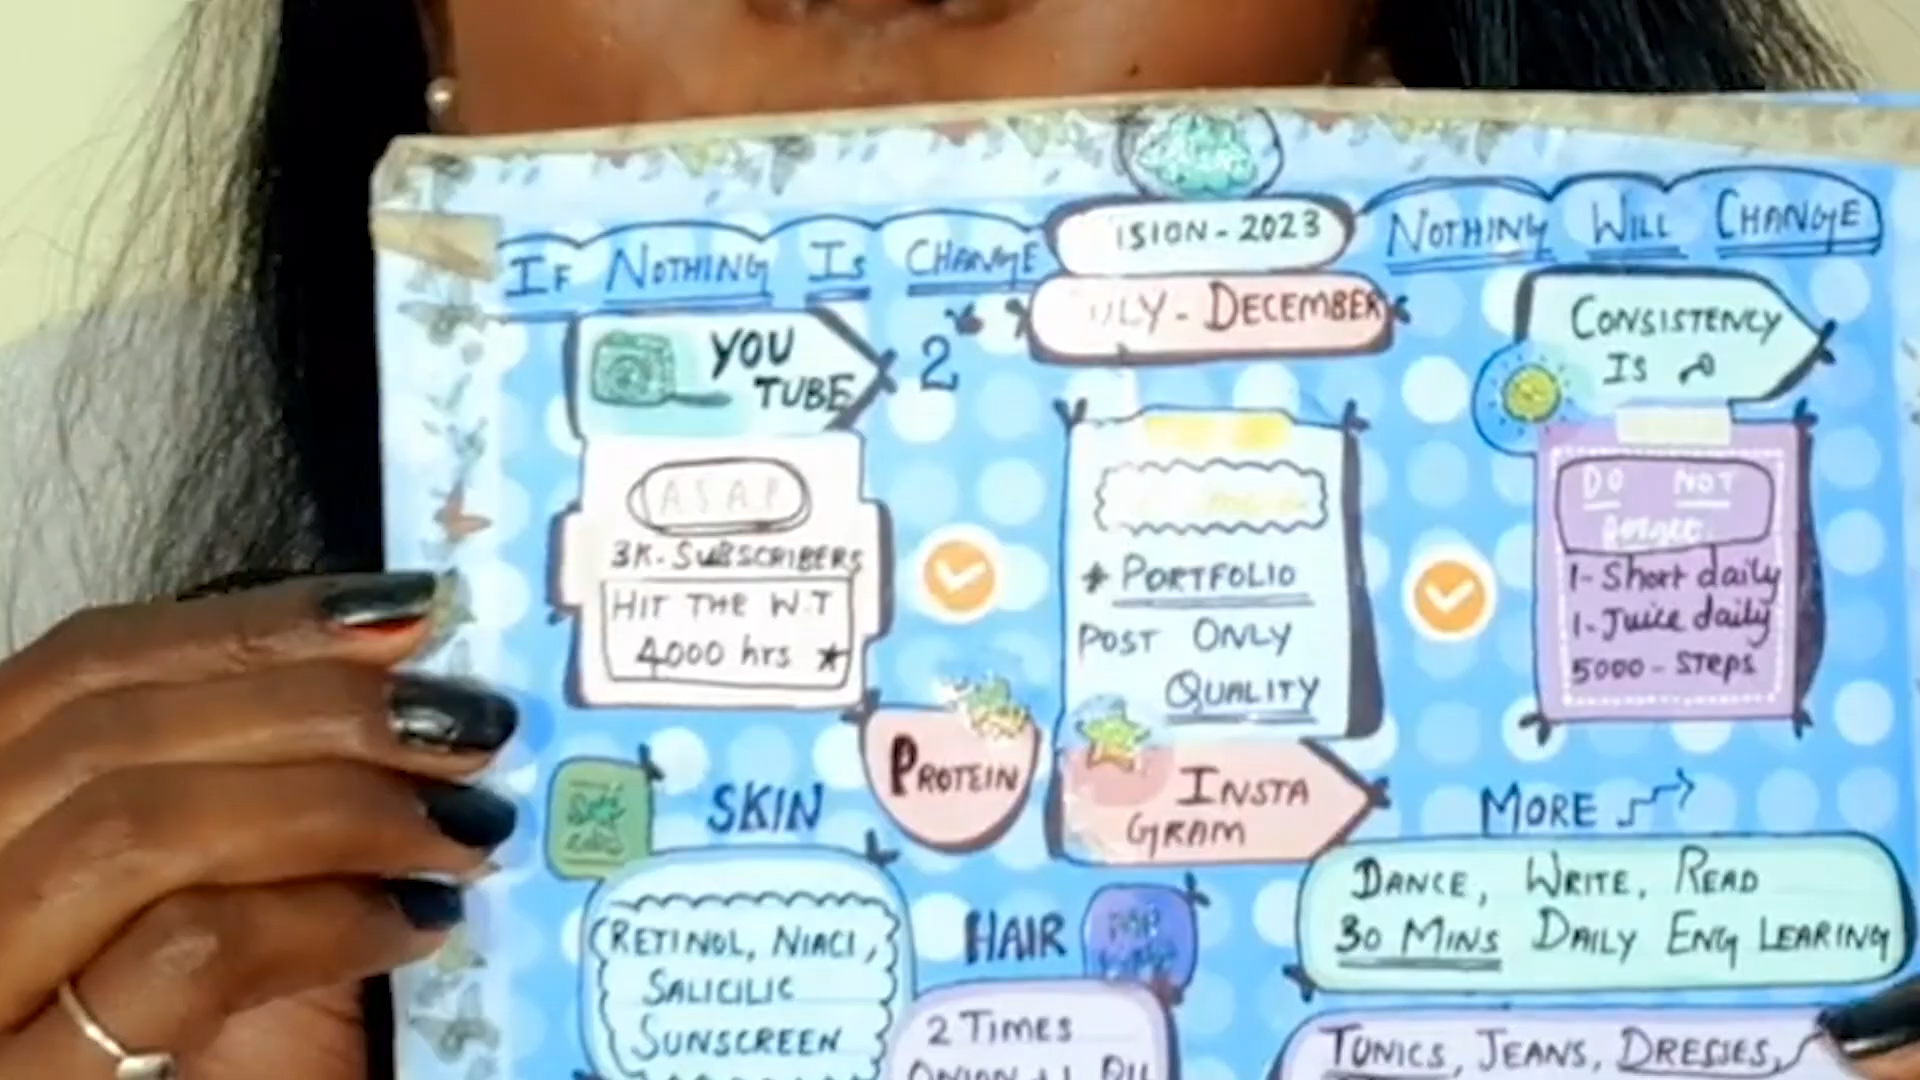 IF NOTHING IS CHANGE
ISION - 2023
NOTHING WILL CHANGE
ULY - DECEMBER
YOU
TUBE
2
CONSISTENCY
IS
A.S.A.P
3K-SUBSCRIBERS
HIT THE W.T
4000 hrs
PORTFOLIO
POST ONLY
QUALITY
INSTA
GRAM
DO NOT
forget
1-Short daily
1-Juice daily
5000-STEPS
PROTEIN
SKIN
RETINOL, NIACI,
SALICILIC
SUNSCREEN
HAIR
2 TIMES
MORE
DANCE, WRITE, READ
30 MINS DAILY ENG LEARING
TUNICS, JEANS, DRESSES,